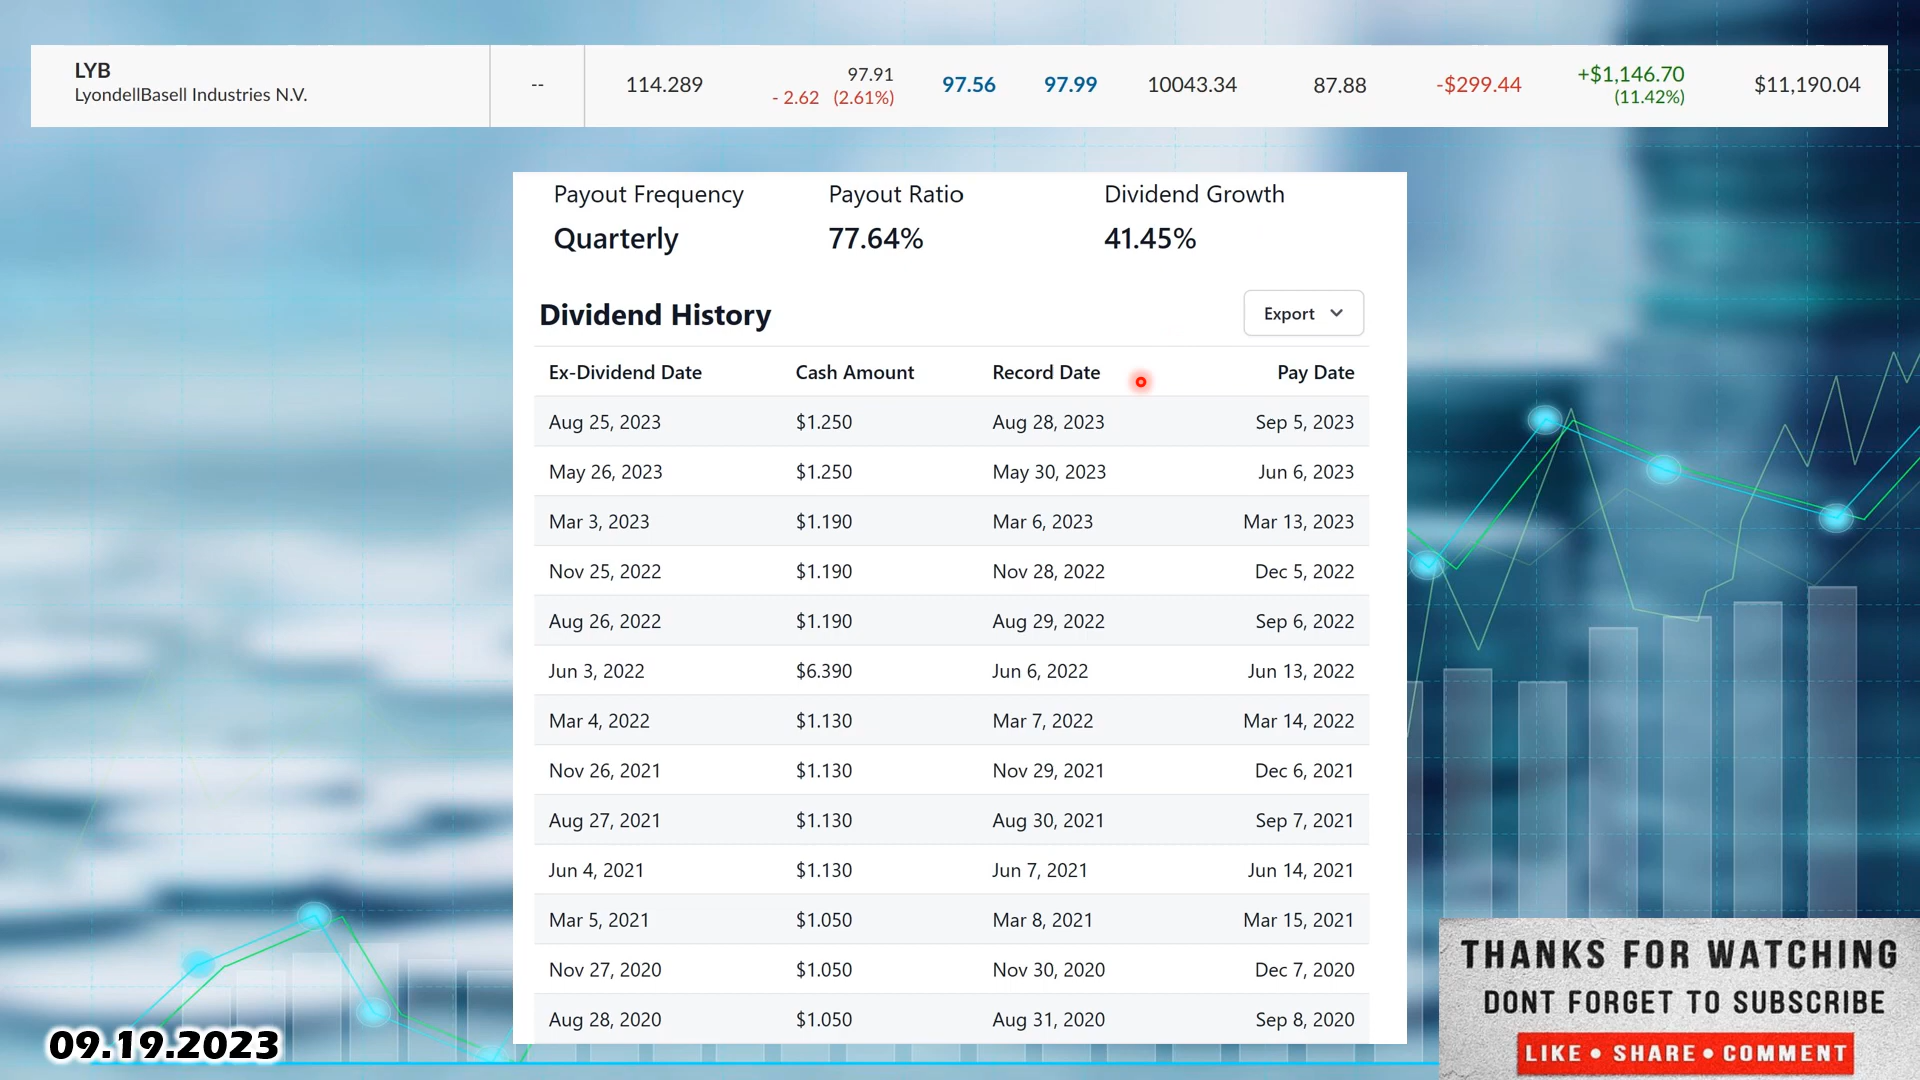 LYB
LyondellBasell Industries N.V.
--
114.289
97.91
- 2.62 (2.61%)
97.56
97.99
10043.34
87.88
-$299.44
+$1,146.70
(11.42%)
$11,190.04
Payout Frequency Payout Ratio Dividend Growth
Quarterly 77.64% 41.45%
Dividend History Export
Ex-Dividend Date Cash Amount Record Date Pay Date
Aug 25, 2023 $1.250 Aug 28, 2023 Sep 5, 2023
May 26, 2023 $1.250 May 30, 2023 Jun 6, 2023
Mar 3, 2023 $1.190 Mar 6, 2023 Mar 13, 2023
Nov 25, 2022 $1.190 Nov 28, 2022 Dec 5, 2022
Aug 26, 2022 $1.190 Aug 29, 2022 Sep 6, 2022
Jun 3, 2022 $6.390 Jun 6, 2022 Jun 13, 2022
Mar 4, 2022 $1.130 Mar 7, 2022 Mar 14, 2022
Nov 26, 2021 $1.130 Nov 29, 2021 Dec 6, 2021
Aug 27, 2021 $1.130 Aug 30, 2021 Sep 7, 2021
Jun 4, 2021 $1.130 Jun 7, 2021 Jun 14, 2021
Mar 5, 2021 $1.050 Mar 8, 2021 Mar 15, 2021
Nov 27, 2020 $1.050 Nov 30, 2020 Dec 7, 2020
Aug 28, 2020 $1.050 Aug 31, 2020 Sep 8, 2020
09.19.2023
THANKS FOR WATCHING
DONT FORGET TO SUBSCRIBE
LIKE • SHARE • COMMENT